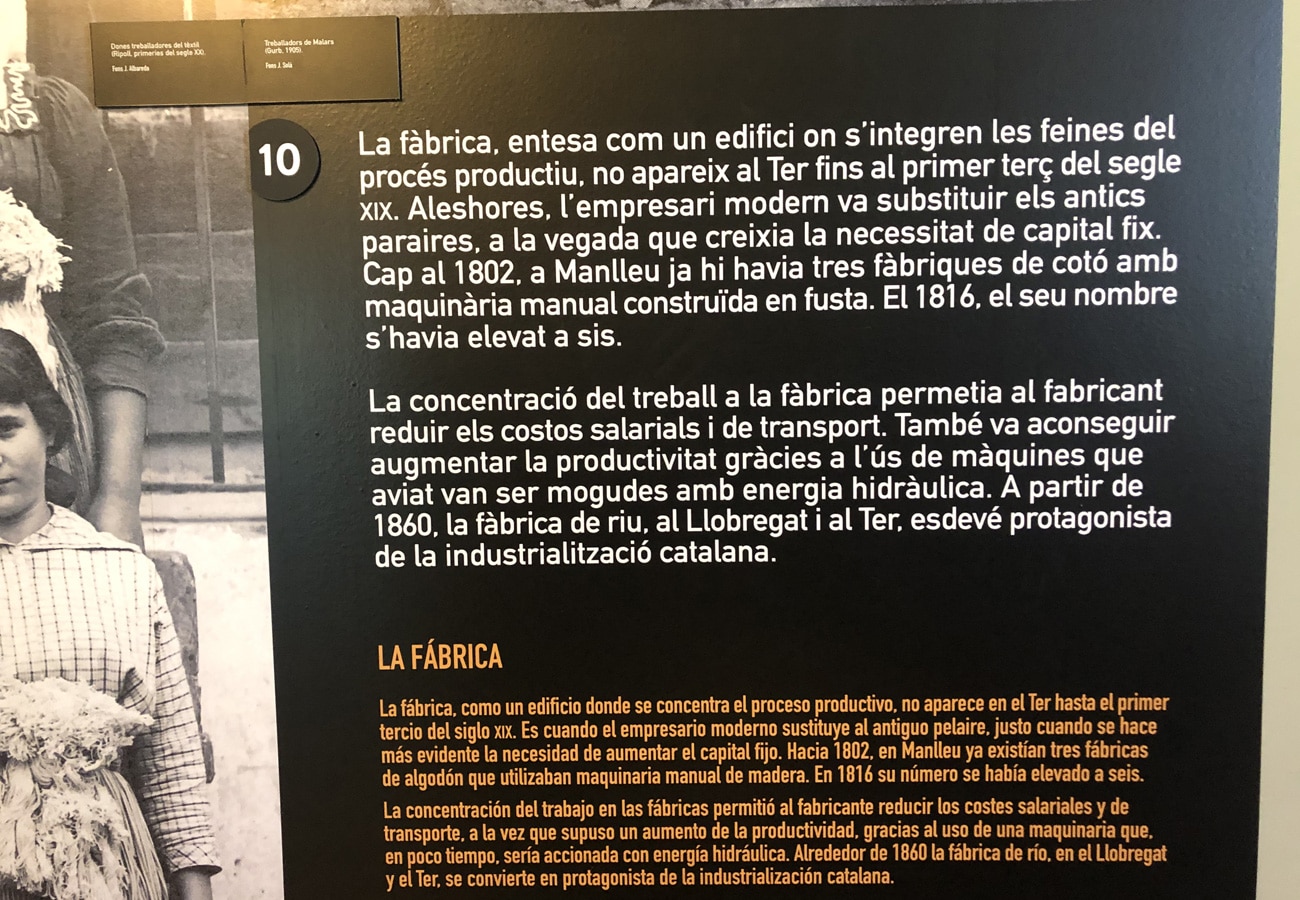 Dones treballadores del tèxtil
(Ripoll, primeries del segle XX).
Fons J. Albareda
Treballadors de Malars
(Gurb, 1905).
Fons J. Solà
10
La fàbrica, entesa com un edifici on s'integren les feines del
procés productiu, no apareix al Ter fins al primer terç del segle
XIX. Aleshores, l'empresari modern va substituir els antics
paraires, a la vegada que creixia la necessitat de capital fix.
Cap al 1802, a Manlleu ja hi havia tres fàbriques de cotó amb
maquinària manual construïda en fusta. El 1816, el seu nombre
s'havia elevat a sis.
La concentració del treball a la fàbrica permetia al fabricant
reduir els costos salarials i de transport. També va aconseguir
augmentar la productivitat gràcies a l'ús de màquines que
aviat van ser mogudes amb energia hidràulica. A partir de
1860, la fàbrica de riu, al Llobregat i al Ter, esdevé protagonista
de la industrialització catalana.
LA FÁBRICA
La fábrica, como un edificio donde se concentra el proceso productivo, no aparece en el Ter hasta el primer
tercio del siglo XIX. Es cuando el empresario moderno sustituye al antiguo pelaire, justo cuando se hace
más evidente la necesidad de aumentar el capital fijo. Hacia 1802, en Manlleu ya existían tres fábricas
de algodón que utilizaban maquinaria manual de madera. En 1816 su número se había elevado a seis.
La concentración del trabajo en las fábricas permitió al fabricante reducir los costes salariales y de
transporte, a la vez que supuso un aumento de la productividad, gracias al uso de una maquinaria que,
en poco tiempo, sería accionada con energía hidráulica. Alrededor de 1860 la fábrica de río, en el Llobregat
y el Ter, se convierte en protagonista de la industrialización catalana.